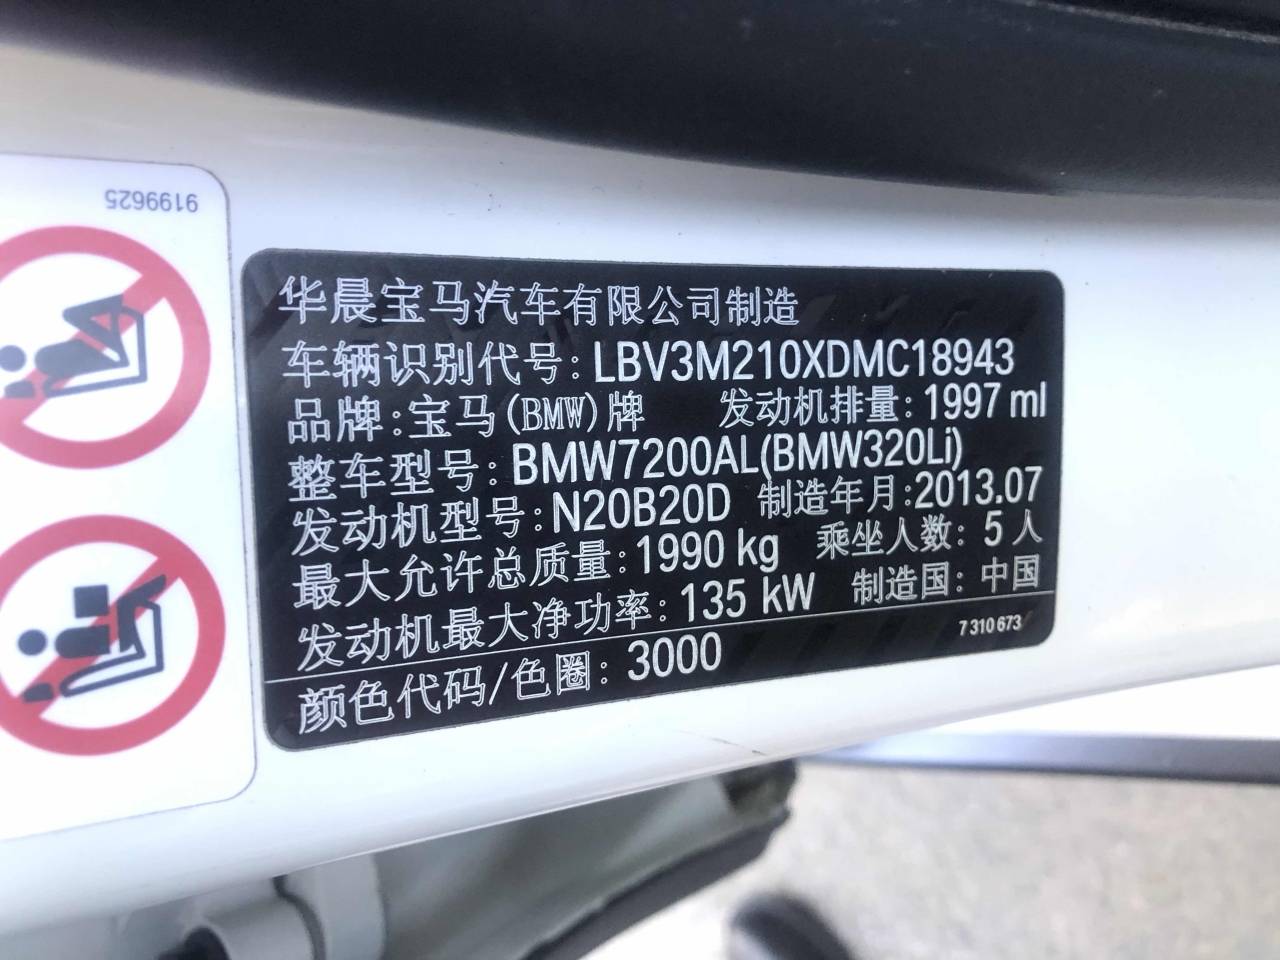 9199625
华晨宝马汽车有限公司制造
车辆识别代号:LBV3M210XDMC18943
品牌:宝马(BMW)牌 发动机排量:1997 ml
整车型号:BMW7200AL(BMW320Li)
发动机型号:N20B20D 制造年月:2013.07
最大允许总质量:1990 kg 乘坐人数:5人
发动机最大净功率:135 kW 制造国:中国
7 310 673
颜色代码/色圈:3000